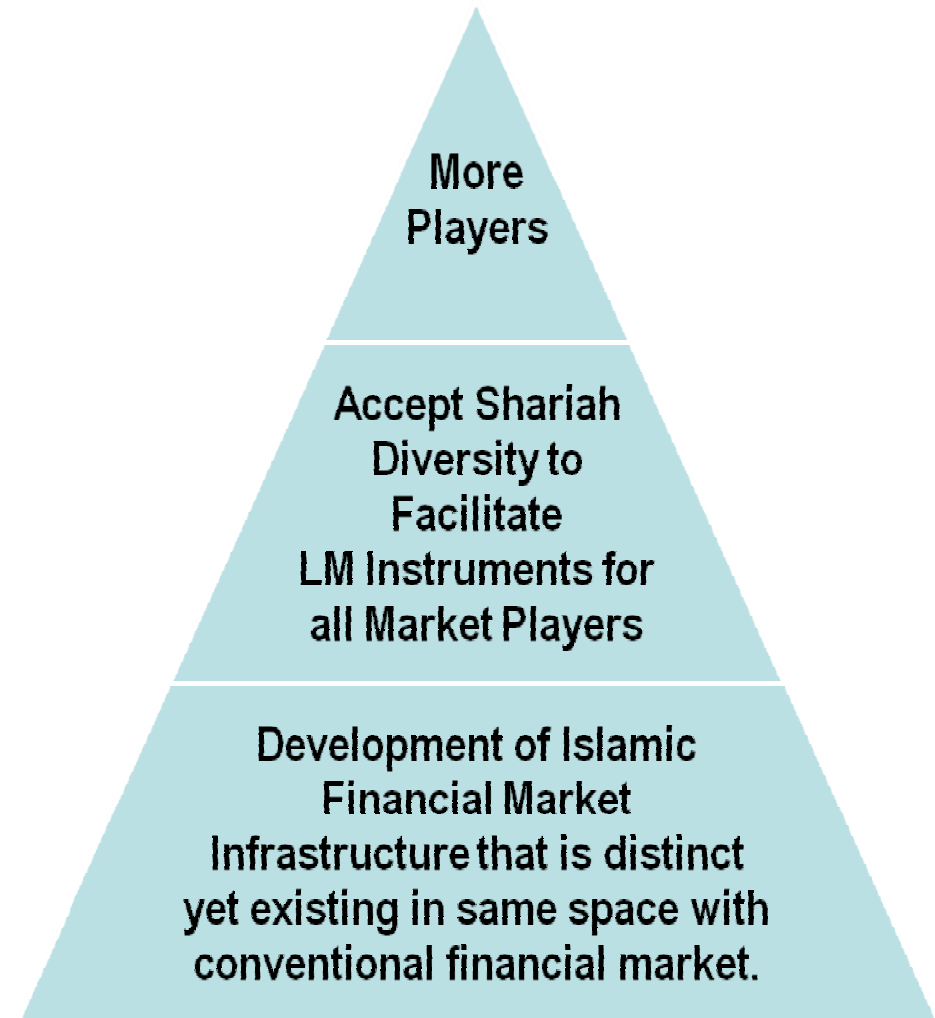 More
Players
Accept Shariah
Diversity to
Facilitate
LM Instruments for
all Market Players
Development of Islamic
Financial Market
Infrastructure that is distinct
yet existing in same space with
conventional financial market.